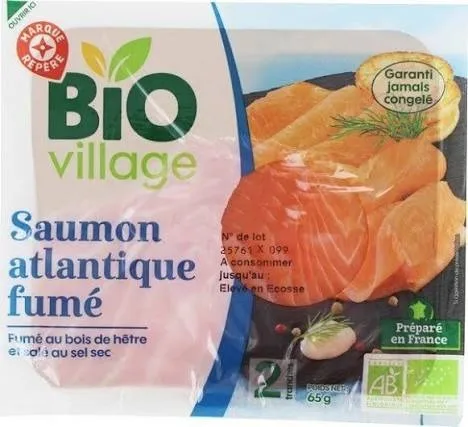 OUVRIR ICI
MARQUE
REPÈRE
BIO
village
Garanti
jamais
congelé
Saumon
atlantique
fumé
N° de lot
25761 X 099
A consommer
jusqu'au :
Elevé en Ecosse
Fumé au bois de hêtre
et salé au sel sec
Préparé
en France
2
tranches
POIDS NET
65g
AB